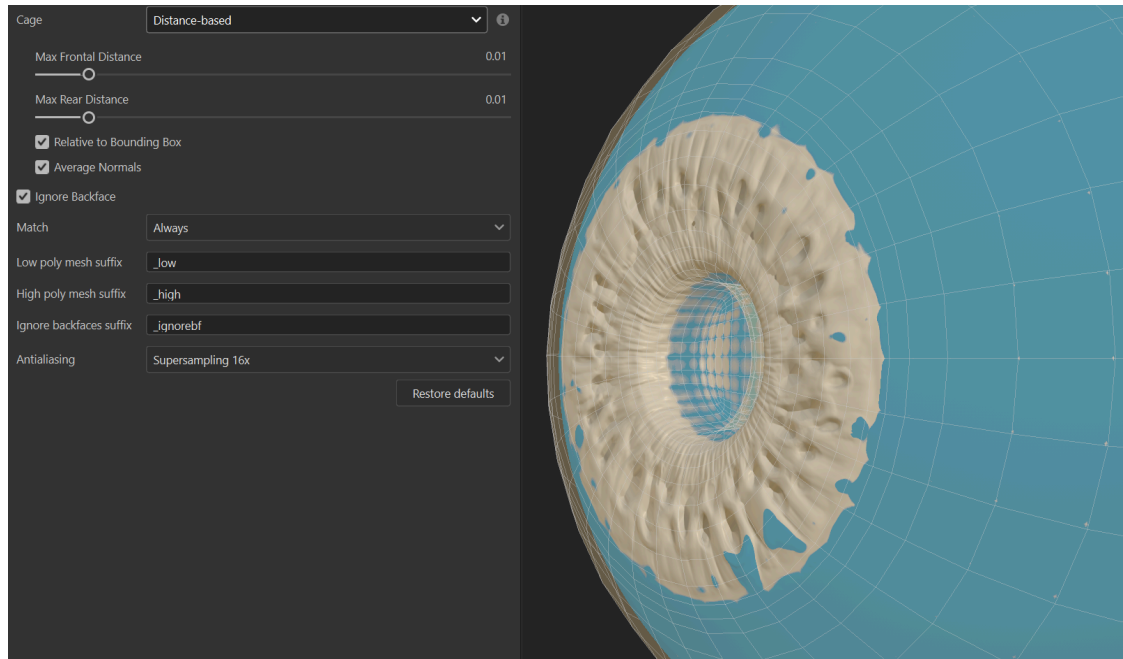 Cage Distance-based
Max Frontal Distance 0.01
Max Rear Distance 0.01
Relative to Bounding Box
Average Normals
Ignore Backface
Match Always
Low poly mesh suffix _low
High poly mesh suffix _high
Ignore backfaces suffix _ignorebf
Antialiasing Supersampling 16x
Restore defaults